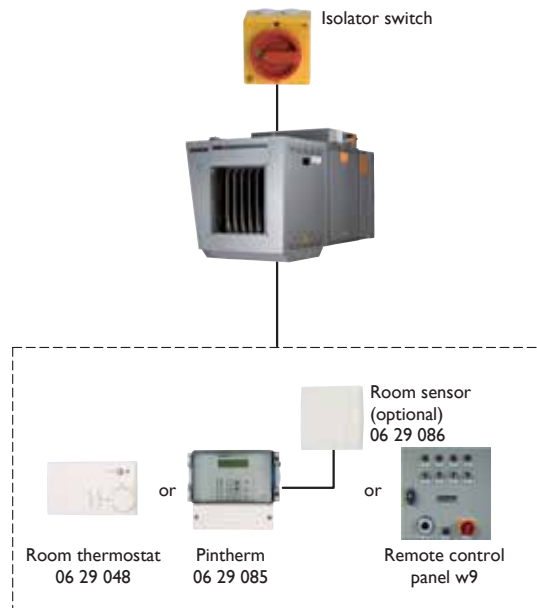 Isolator switch
Room sensor
(optional)
06 29 086
or
or
Room thermostat
06 29 048
Pintherm
06 29 085
Remote control
panel w9